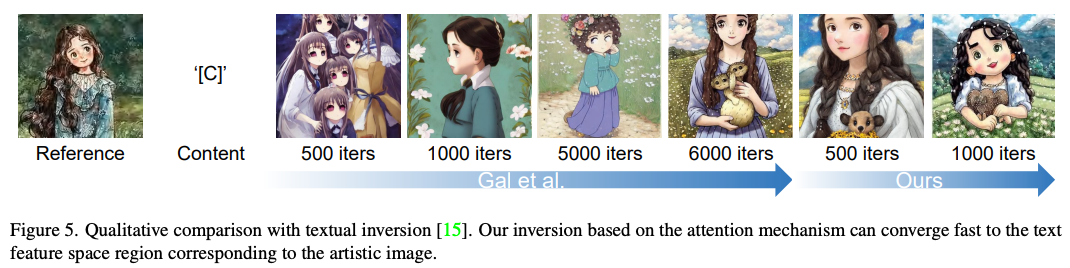 Reference
‘[C]’
Content
500 iters
1000 iters
5000 iters
6000 iters
500 iters
1000 iters
Gal et al.
Ours
Figure 5. Qualitative comparison with textual inversion [15]. Our inversion based on the attention mechanism can converge fast to the text
feature space region corresponding to the artistic image.